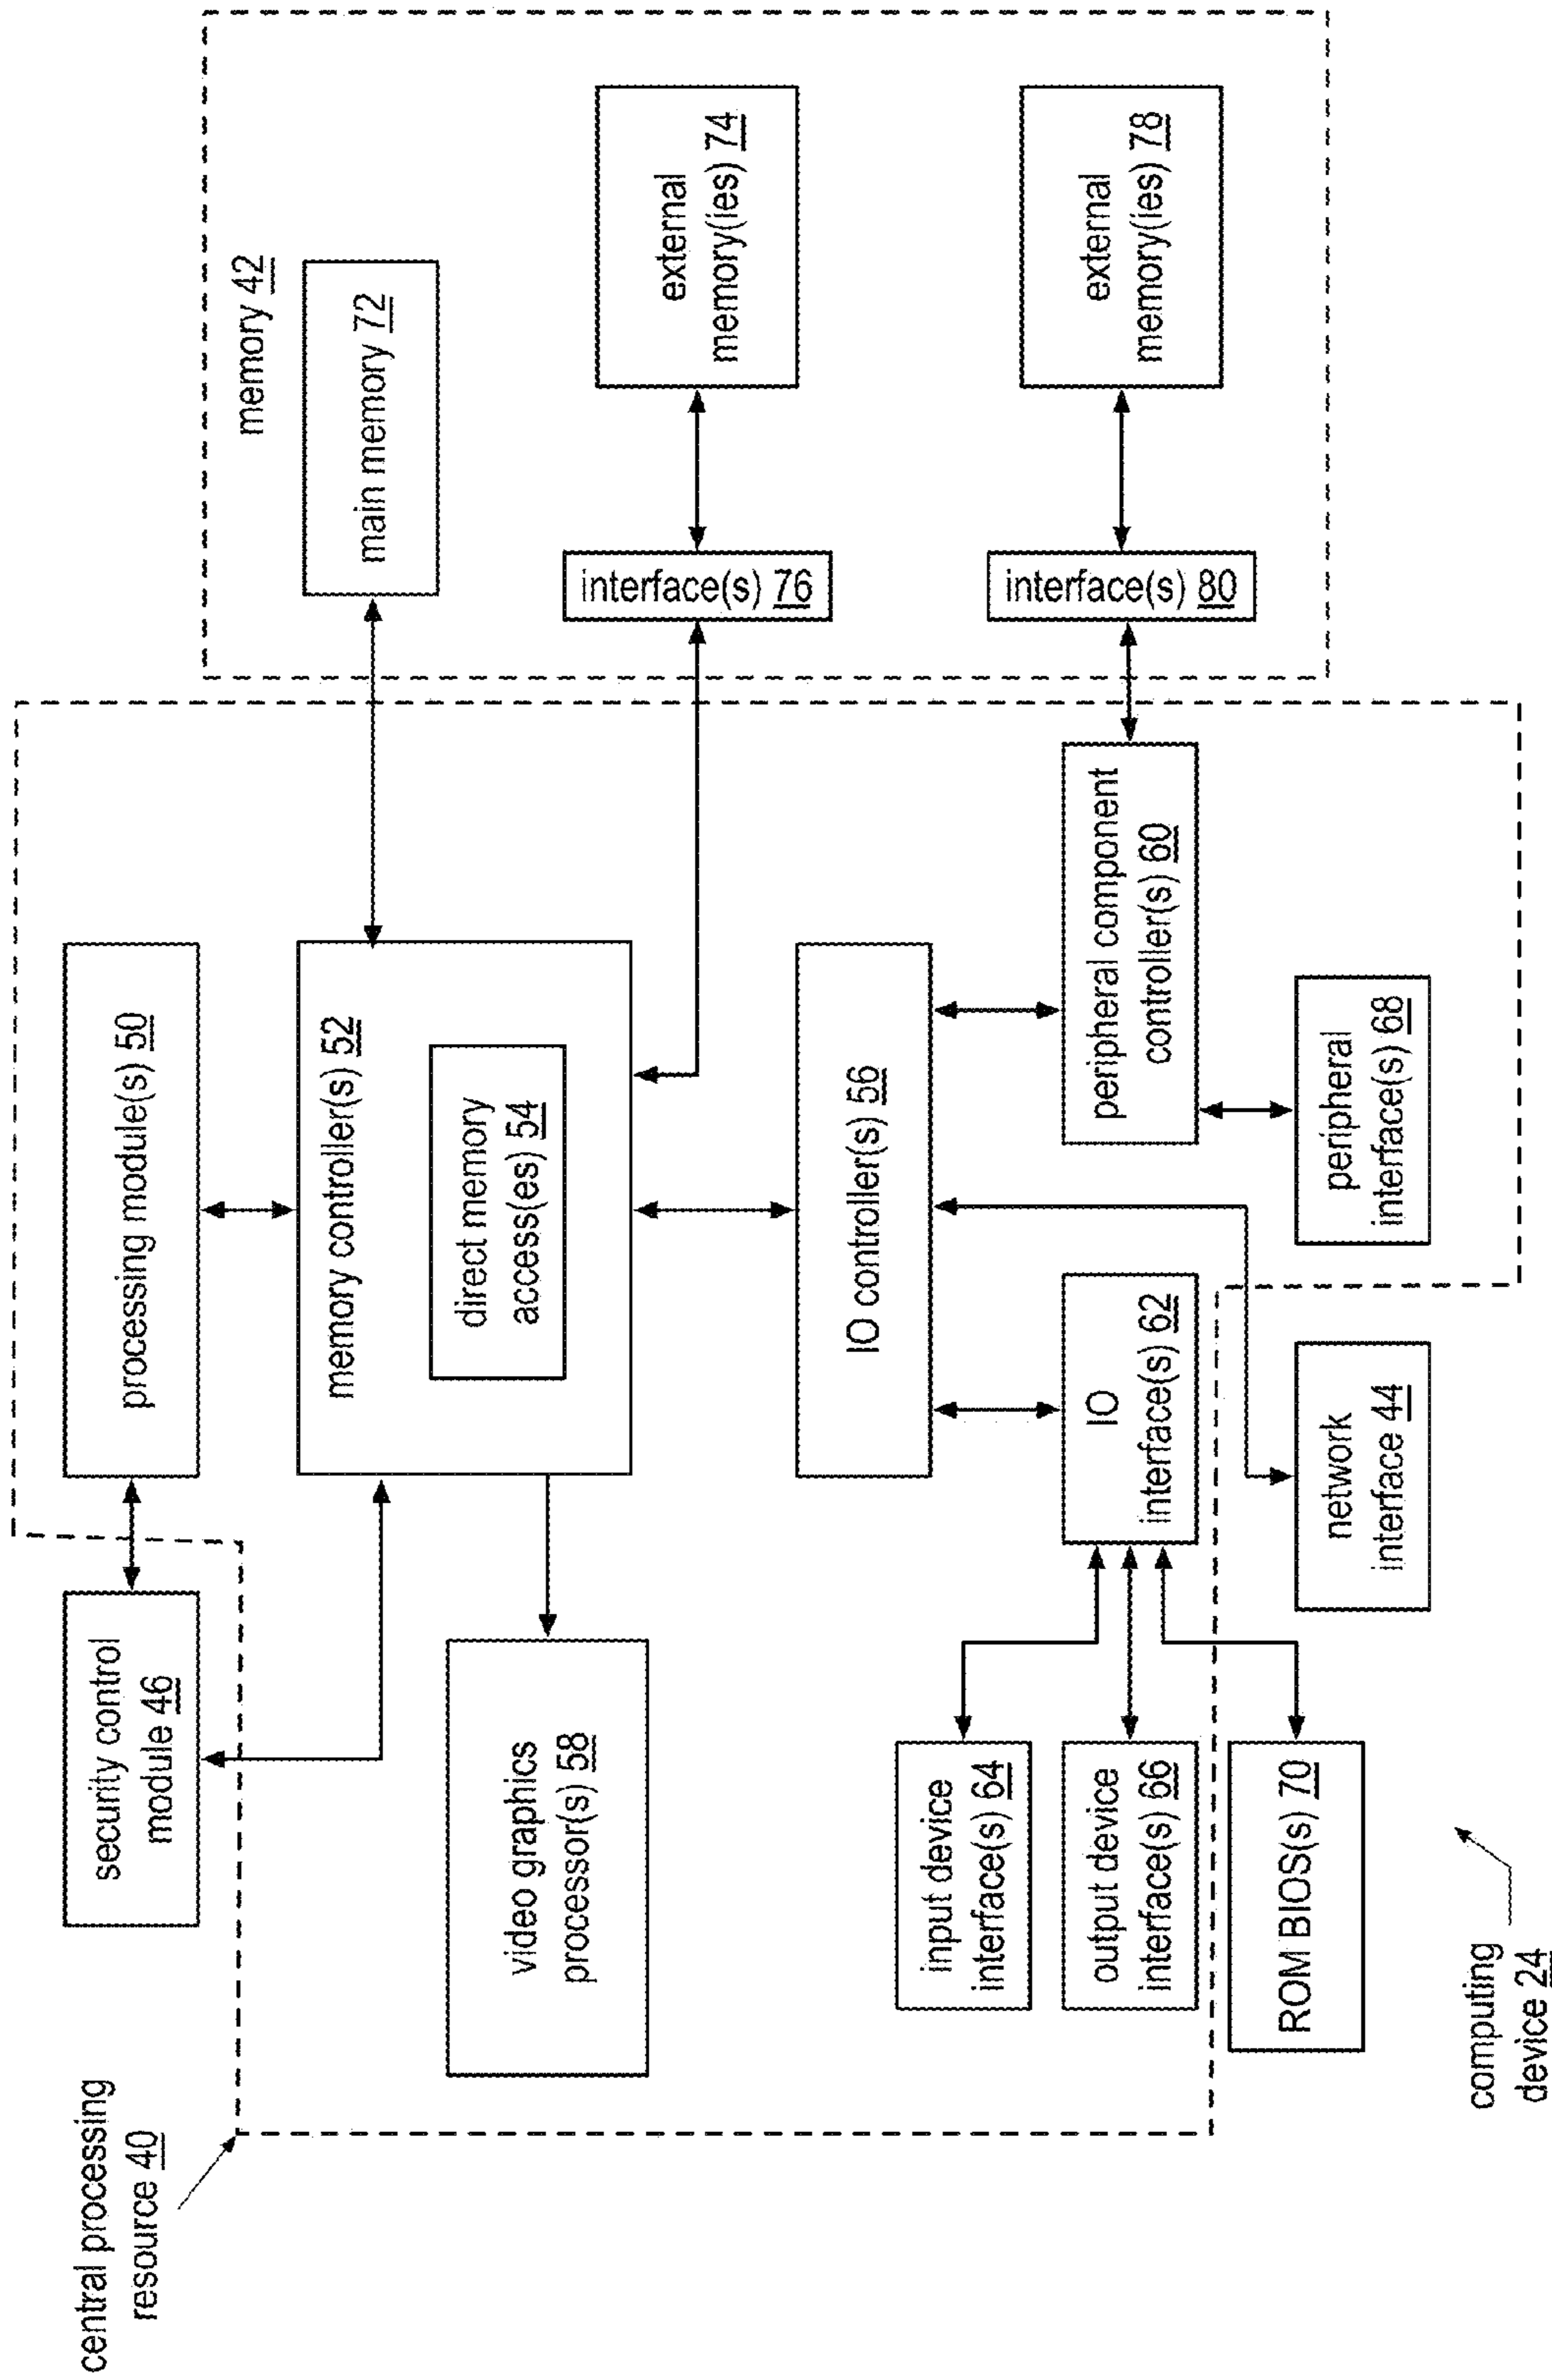 central processing
resource 40
security control
module 46
processing module(s) 50
memory 42
memory controller(s) 52
direct memory
access(es) 54
main memory 72
video graphics
processor(s) 58
interface(s) 76
external
memory(ies) 74
IO controller(s) 56
input device
interface(s) 64
output device
interface(s) 66
ROM BIOS(s) 70
IO
interface(s) 62
peripheral component
controller(s) 60
interface(s) 80
external
memory(ies) 78
network
interface 44
peripheral
interface(s) 68
computing
device 24